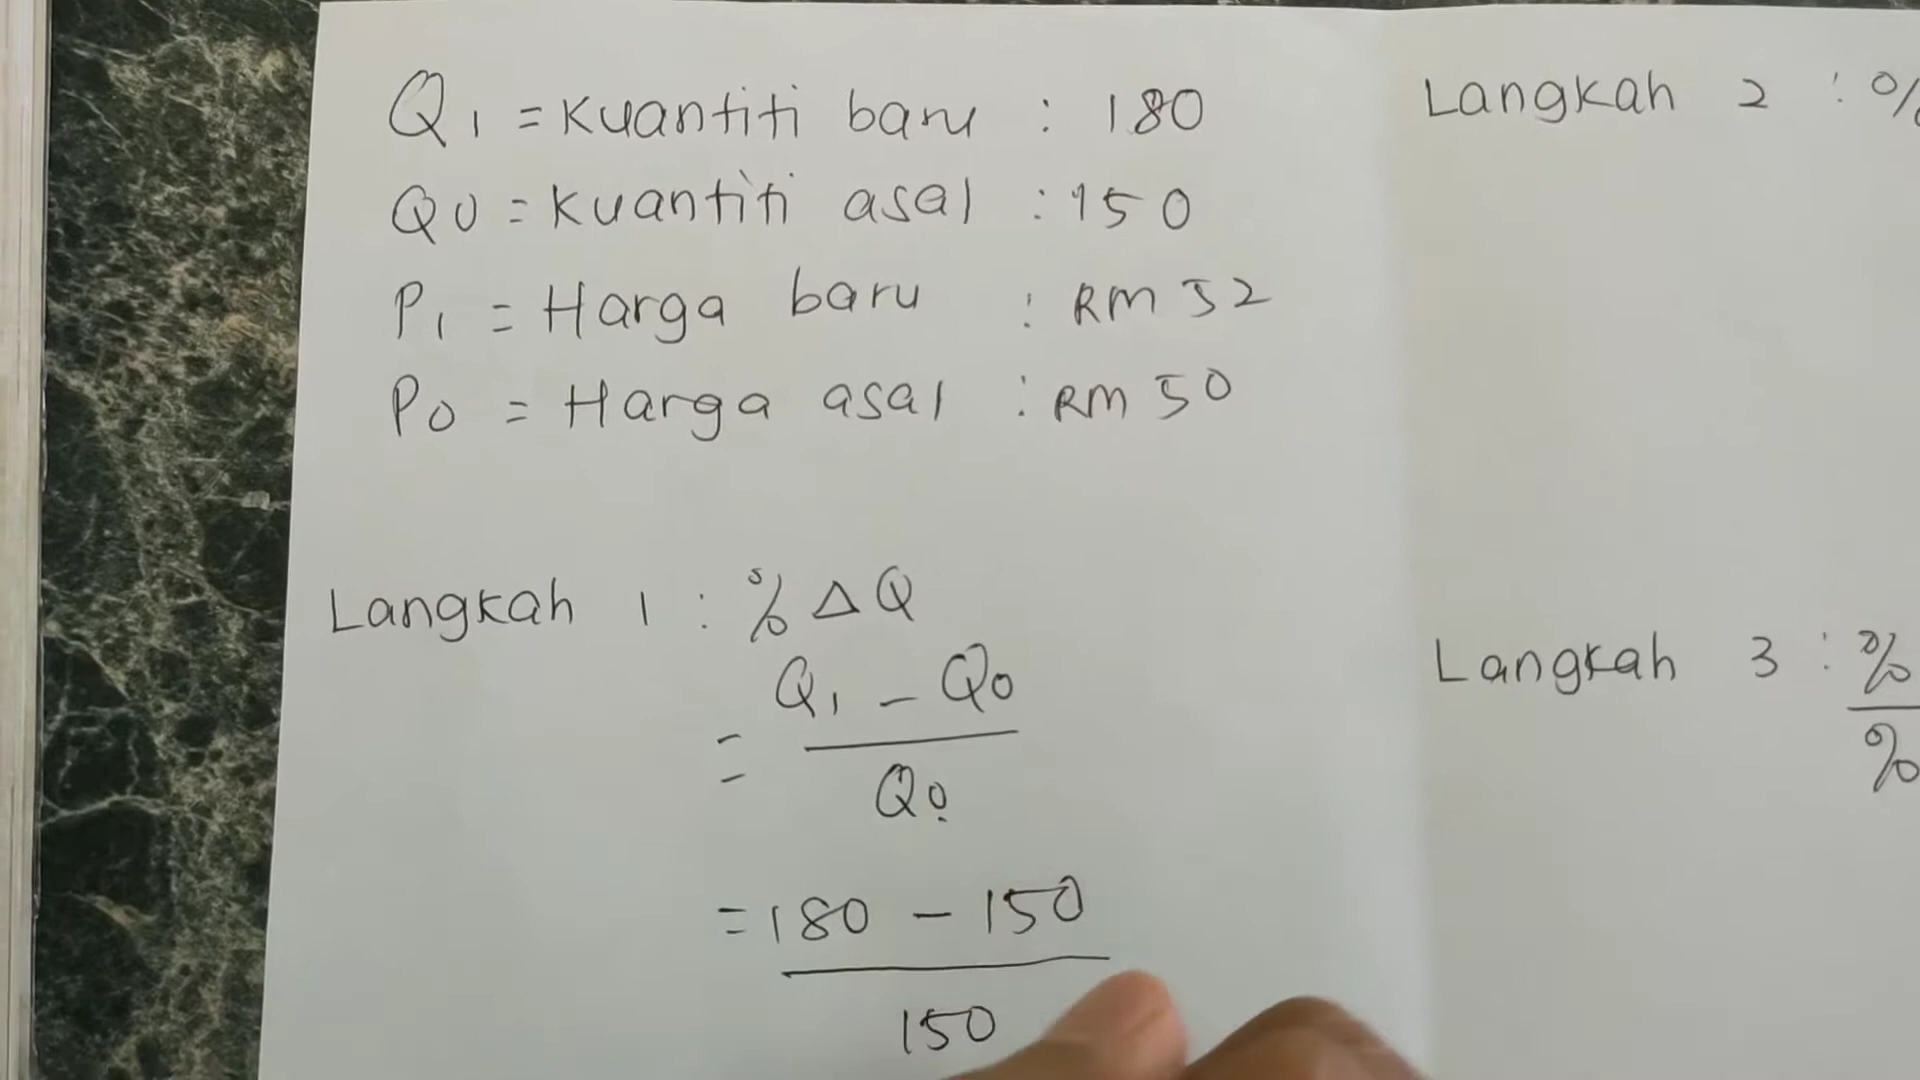 Q1 = Kuantiti baru : 180
Q0 = Kuantiti asal : 150
P1 = Harga baru : RM 52
P0 = Harga asal : RM 50
Langkah 1 : % Δ Q
= Q1 - Q0
Q0
= 180 - 150
150
Langkah 2 : %
Langkah 3 : %
%